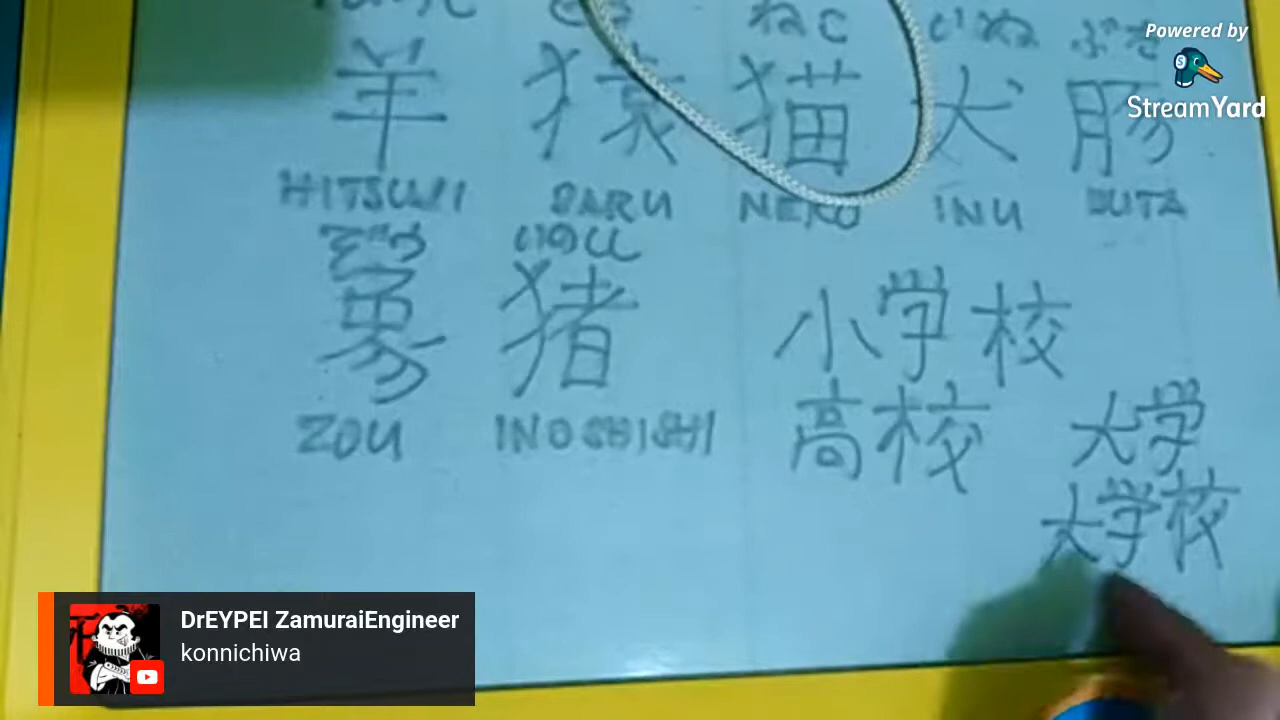 ねこ いぬ ぶた
羊 猿 猫 犬 豚
HITSUJI SARU NEKO INU BUTA
ぞう いのしし
象 猪 小学校
ZOU INOSHISHI 高校 大学
大学校
Powered by
StreamYard
DrEYPEI ZamuraiEngineer
konnichiwa